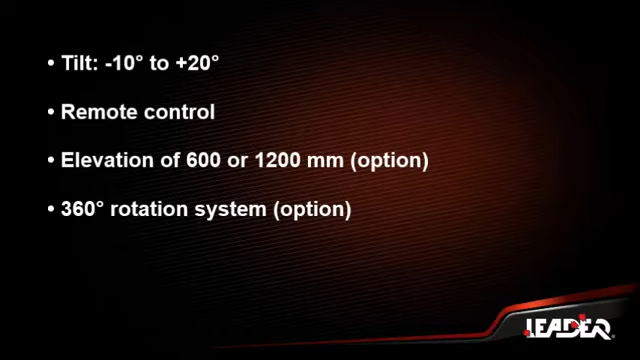 • Tilt: -10° to +20°
• Remote control
• Elevation of 600 or 1200 mm (option)
• 360° rotation system (option)
LEADER